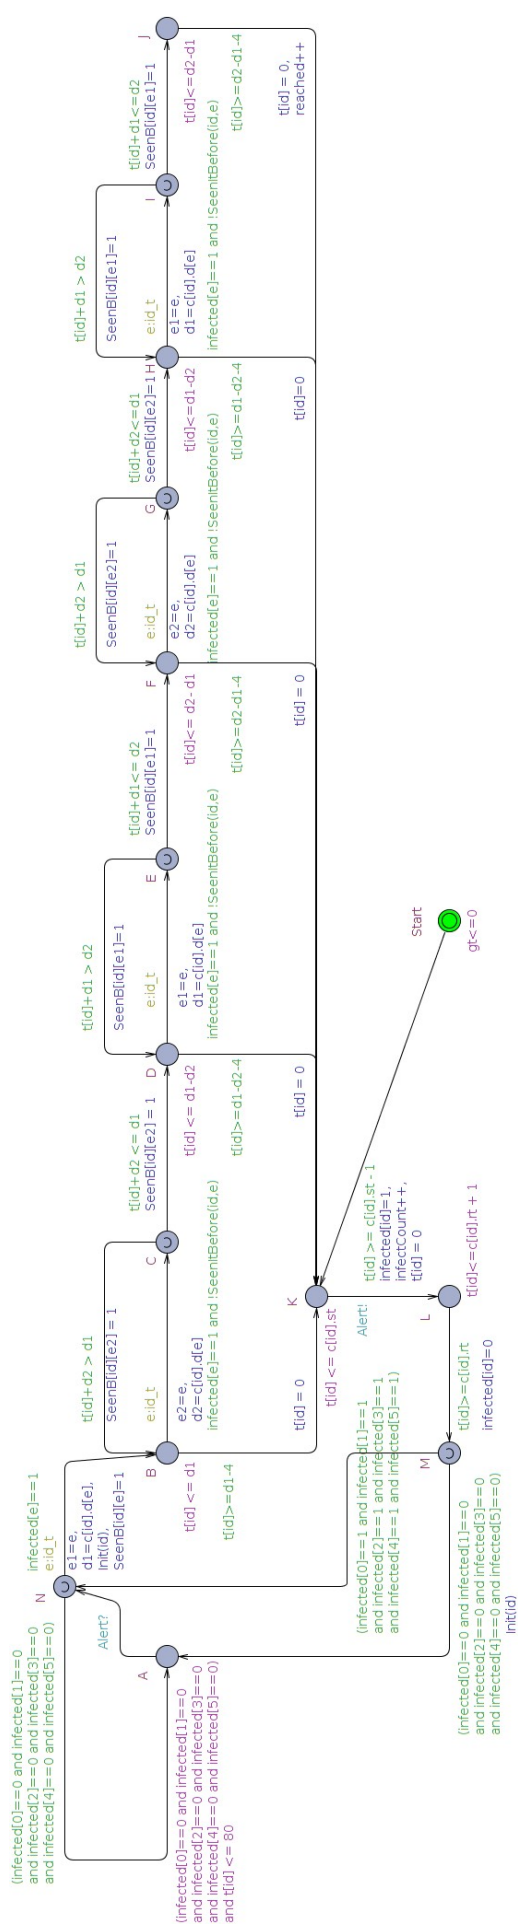 (infected[0]==0 and infected[1]==0
and infected[2]==0 and infected[3]==0
and infected[4]==0 and infected[5]==0)
N
infected[e]==1
e:id_t
e1=e,
d1=c[id].d[e],
Init(id),
SeenB[id][e]=1
Alert?
A
(infected[0]==0 and infected[1]==0
and infected[2]==0 and infected[3]==0
and infected[4]==0 and infected[5]==0)
and t[id] <= 80
B
t[id] <= d1
t[id]>=d1-4
t[id] = 0
t[id]+d2 > d1
SeenB[id][e2] = 1
e:id_t
e2=e,
d2=c[id].d[e]
infected[e]==1 and !SeenItBefore(id,e)
C
t[id]+d2 <= d1
SeenB[id][e2] = 1
D
t[id] <= d1-d2
t[id]>=d1-d2-4
t[id] = 0
t[id]+d1 > d2
SeenB[id][e1]=1
e:id_t
e1=e,
d1=c[id].d[e]
infected[e]==1 and !SeenItBefore(id,e)
E
t[id]+d1<= d2
SeenB[id][e1]=1
F
t[id] <= d2- d1
t[id]>=d2-d1-4
t[id] = 0
t[id]+d2 > d1
SeenB[id][e2]=1
e:id_t
e2=e,
d2=c[id].d[e]
infected[e]==1 and !SeenItBefore(id,e)
G
t[id]+d2<=d1
SeenB[id][e2]=1
H
t[id]<=d1-d2
t[id]>=d1-d2-4
t[id]=0
t[id]+d1 > d2
SeenB[id][e1]=1
e:id_t
e1=e,
d1=c[id].d[e]
infected[e]==1 and !SeenItBefore(id,e)
I
t[id]+d1<=d2
SeenB[id][e1]=1
J
t[id]<=d2-d1
t[id]>=d2-d1-4
t[id] = 0,
reached++
K
t[id] <= c[id].st
Alert!
t[id] >= c[id].st - 1
infected[id]=1,
infectCount++,
t[id] = 0
Start
gt<=0
L
t[id]<=c[id].rt + 1
t[id]>=c[id].rt
infected[id]=0
M
(infected[0]==1 and infected[1]==1
and infected[2]==1 and infected[3]==1
and infected[4]==1 and infected[5]==1)
(infected[0]==0 and infected[1]==0
and infected[2]==0 and infected[3]==0
and infected[4]==0 and infected[5]==0)
Init(id)